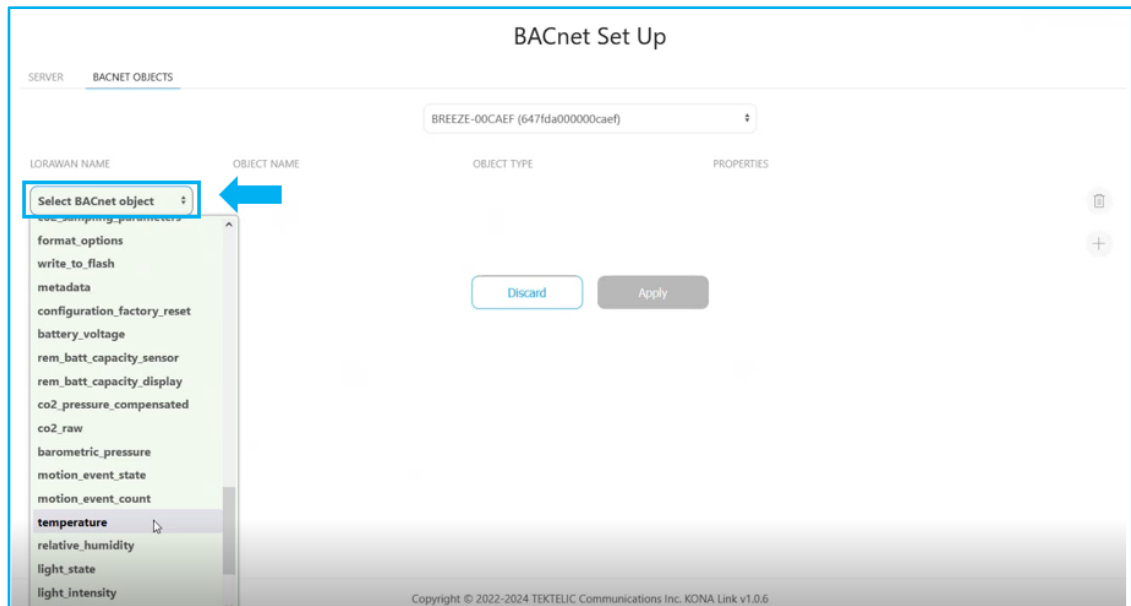 BACnet Set Up
SERVER BACNET OBJECTS
BREEZE-00CAEF (647fda000000caef)
LORAWAN NAME OBJECT NAME OBJECT TYPE PROPERTIES
Select BACnet object
co2_sampling_parameters
format_options
write_to_flash
metadata
configuration_factory_reset
battery_voltage
rem_batt_capacity_sensor
rem_batt_capacity_display
co2_pressure_compensated
co2_raw
barometric_pressure
motion_event_state
motion_event_count
temperature
relative_humidity
light_state
light_intensity
Discard Apply
Copyright © 2022-2024 TEKTELIC Communications Inc. KONA Link v1.0.6